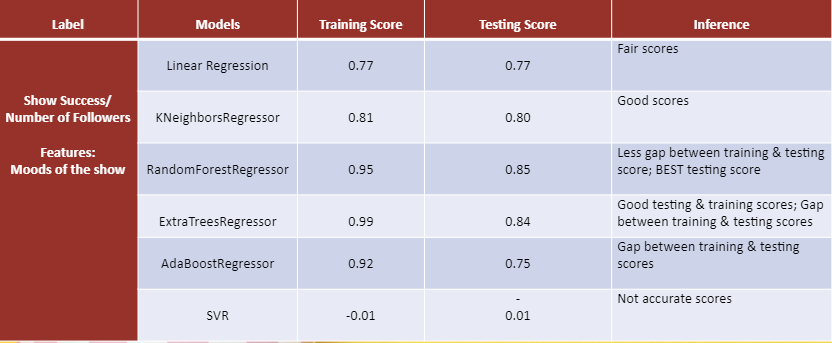 Label Models Training Score Testing Score Inference
Show Success/
Number of Followers
Features:
Moods of the show
Linear Regression 0.77 0.77 Fair scores
KNeighborsRegressor 0.81 0.80 Good scores
RandomForestRegressor 0.95 0.85 Less gap between training & testing
score; BEST testing score
ExtraTreesRegressor 0.99 0.84 Good testing & training scores; Gap
between training & testing scores
AdaBoostRegressor 0.92 0.75 Gap between training & testing
scores
SVR -0.01 -
0.01 Not accurate scores